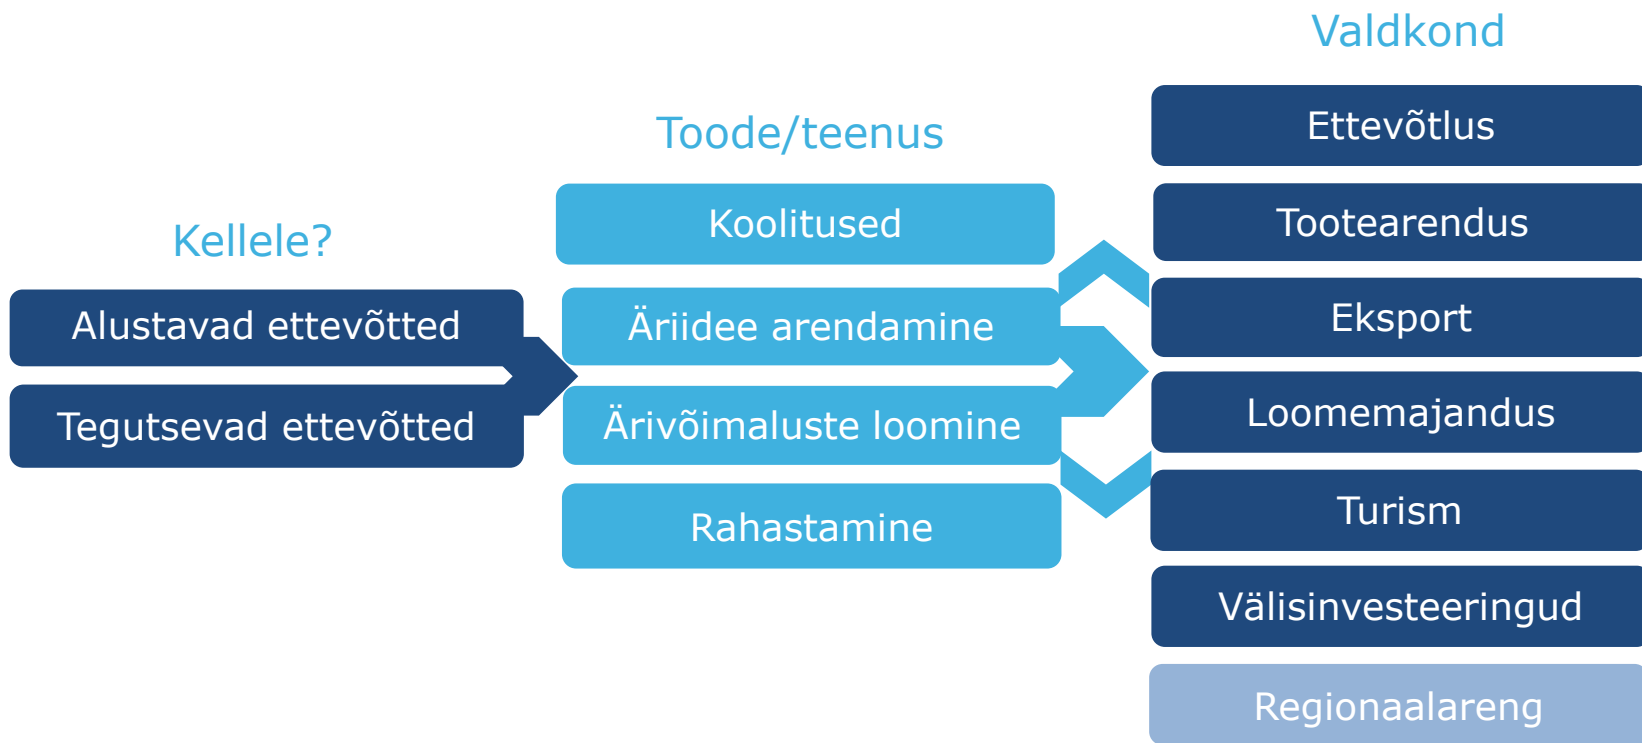 Kellele?
Alustavad ettevõtted
Tegutsevad ettevõtted
Toode/teenus
Koolitused
Äriidee arendamine
Ärivõimaluste loomine
Rahastamine
Valdkond
Ettevõtlus
Tootearendus
Eksport
Loomemajandus
Turism
Välisinvesteeringud
Regionaalareng